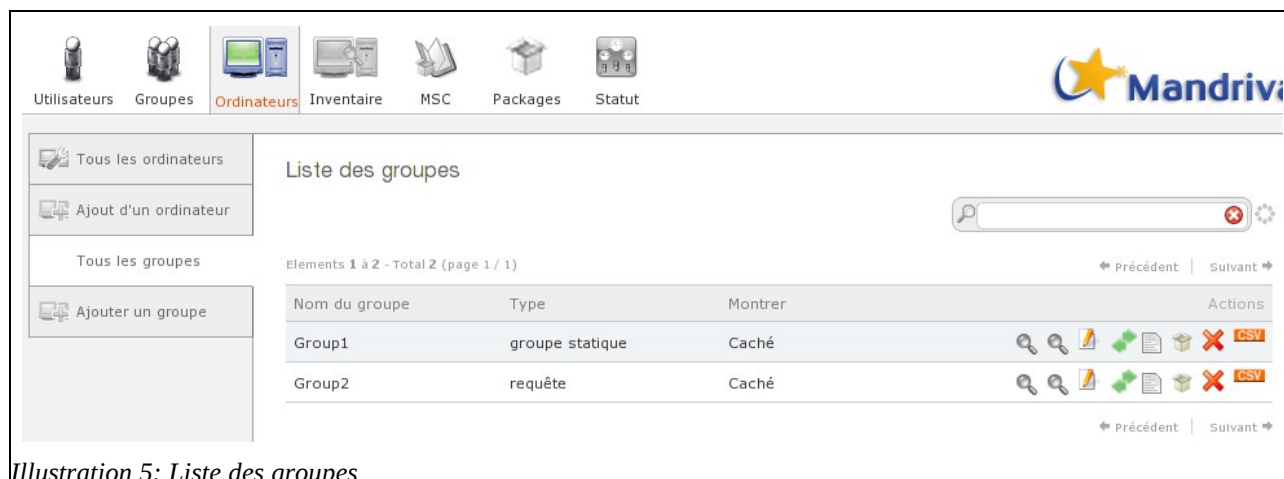 Utilisateurs Groupes Ordinateurs Inventaire MSC Packages Statut
Mandriva
Tous les ordinateurs
Ajout d'un ordinateur
Tous les groupes
Ajouter un groupe
Liste des groupes
Elements 1 à 2 - Total 2 (page 1 / 1)
Précédent | Suivant
Nom du groupe Type Montrer Actions
Group1 groupe statique Caché CSV
Group2 requête Caché CSV
Précédent | Suivant
Illustration 5: Liste des groupes